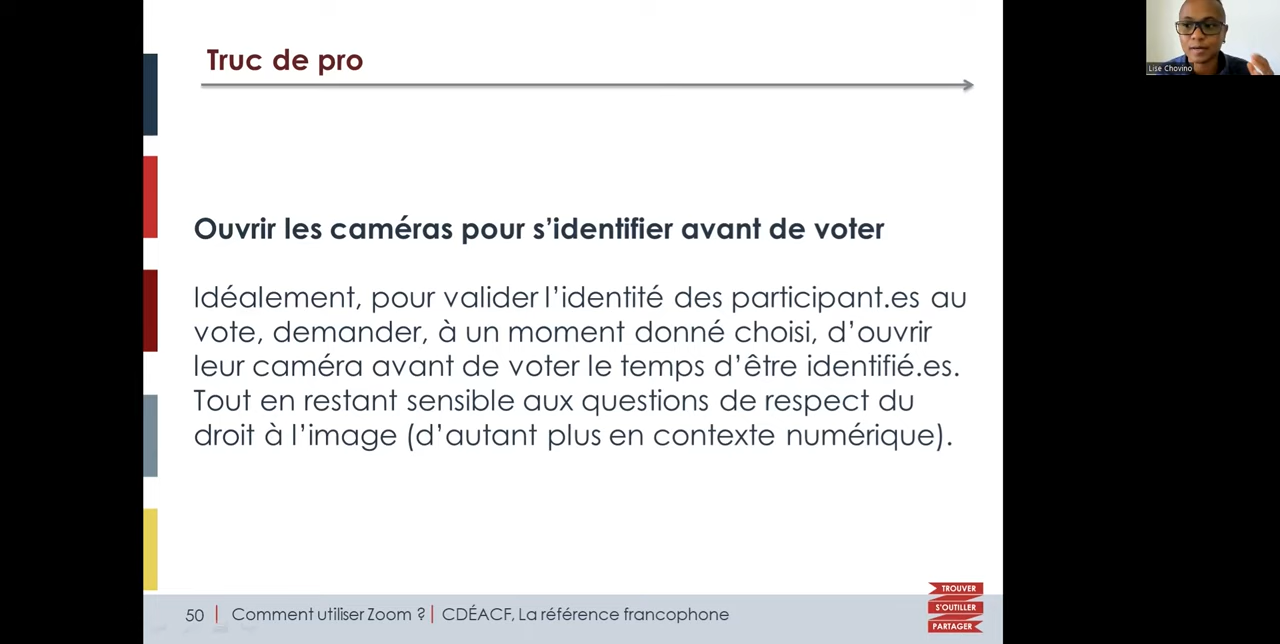 Truc de pro
Lise Chovino
Ouvrir les caméras pour s’identifier avant de voter
Idéalement, pour valider l’identité des participant.es au
vote, demander, à un moment donné choisi, d’ouvrir
leur caméra avant de voter le temps d’être identifié.es.
Tout en restant sensible aux questions de respect du
droit à l’image (d’autant plus en contexte numérique).
50 | Comment utiliser Zoom ? | CDÉACF, La référence francophone
TROUVER
S'OUTILLER
PARTAGER